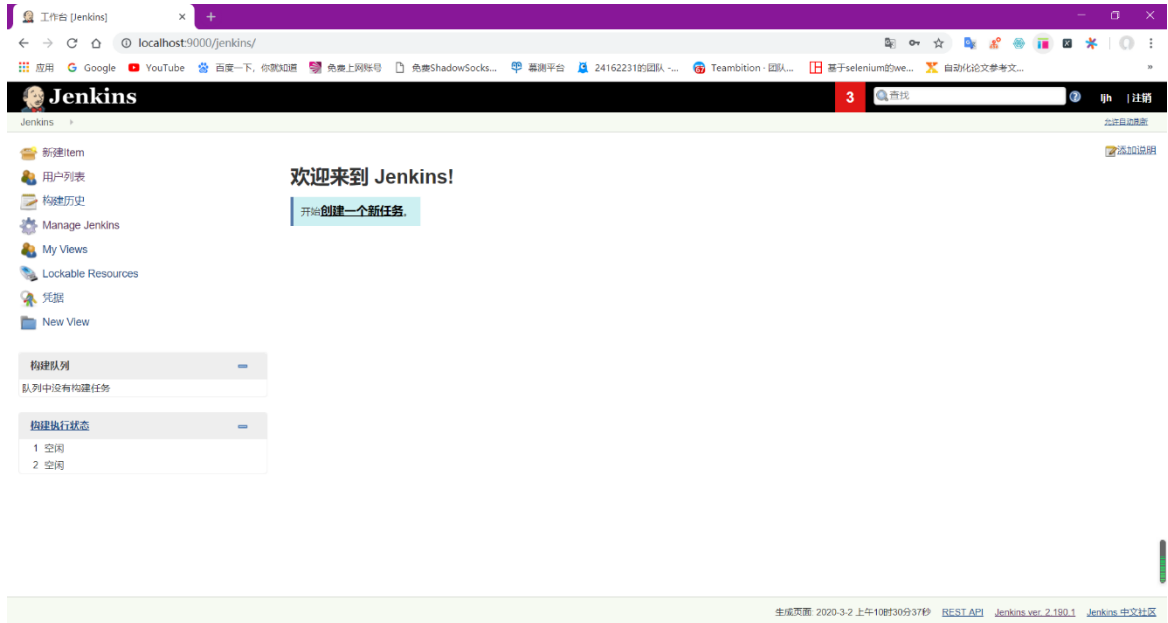 工作台 [Jenkins]
localhost:9000/jenkins/
应用 Google YouTube 百度一下，你就知道 免费上网账号 免费ShadowSocks... 幕测平台 24162231的团队 -... Teambition - 团队... 基于selenium的we... 自动化论文参考文... »
Jenkins 3 查找 ljh | 注销
Jenkins 允许自动刷新
添加说明
新建Item
用户列表
构建历史
Manage Jenkins
My Views
Lockable Resources
凭据
New View
欢迎来到 Jenkins!
开始创建一个新任务.
构建队列
队列中没有构建任务
构建执行状态
1 空闲
2 空闲
生成页面: 2020-3-2 上午10时30分37秒 REST API Jenkins ver. 2.190.1 Jenkins 中文社区